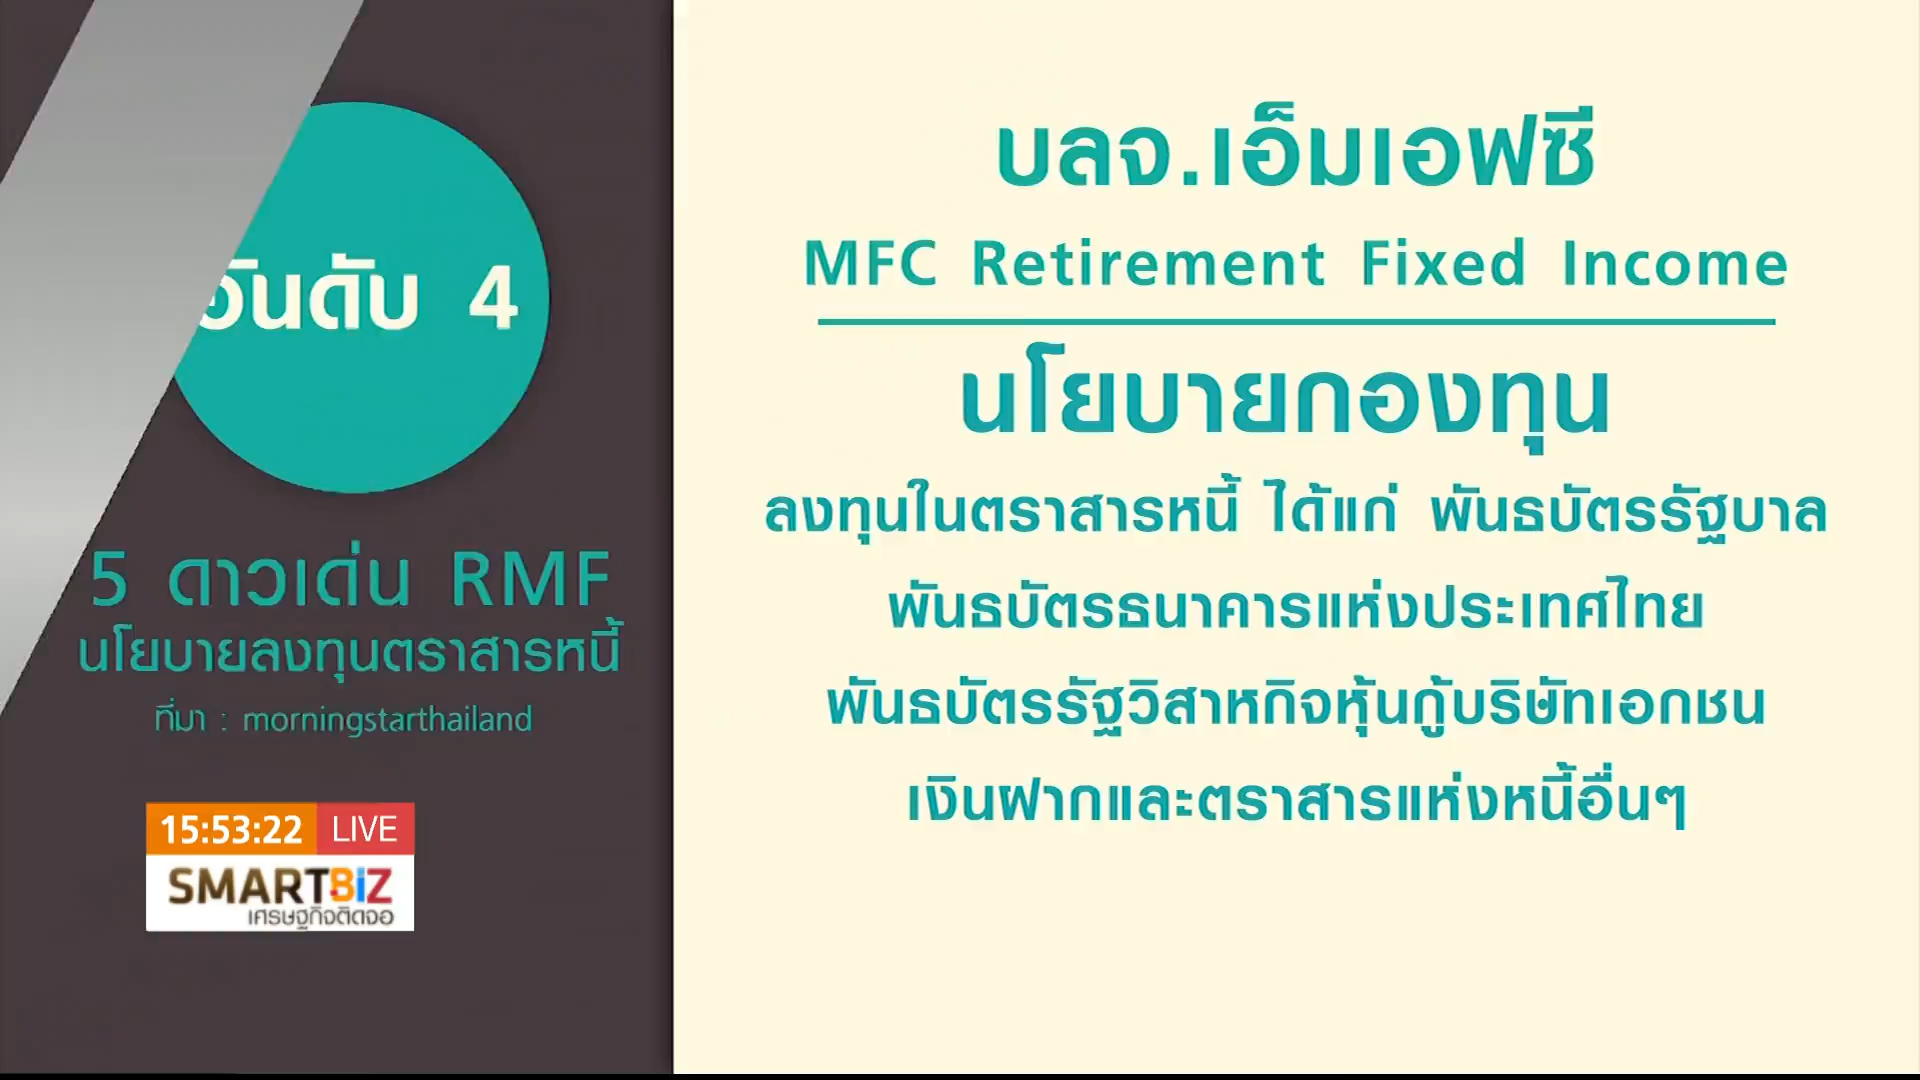 อันดับ 4
5 ดาวเด่น RMF
นโยบายลงทุนตราสารหนี้
ที่มา : morningstarthailand
15:53:22 LIVE
SMARTBIZ
เศรษฐกิจติดจอ
บลจ.เอ็มเอฟซี
MFC Retirement Fixed Income
นโยบายกองทุน
ลงทุนในตราสารหนี้ ได้แก่ พันธบัตรรัฐบาล
พันธบัตรธนาคารแห่งประเทศไทย
พันธบัตรรัฐวิสาหกิจหุ้นกู้บริษัทเอกชน
เงินฝากและตราสารแห่งหนี้อื่นๆ